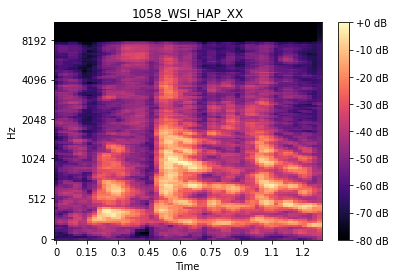 1058_WSI_HAP_XX
8192
4096
2048
1024
512
0
Hz
0 0.15 0.3 0.45 0.6 0.75 0.9 1.1 1.2
Time
+0 dB
-10 dB
-20 dB
-30 dB
-40 dB
-50 dB
-60 dB
-70 dB
-80 dB